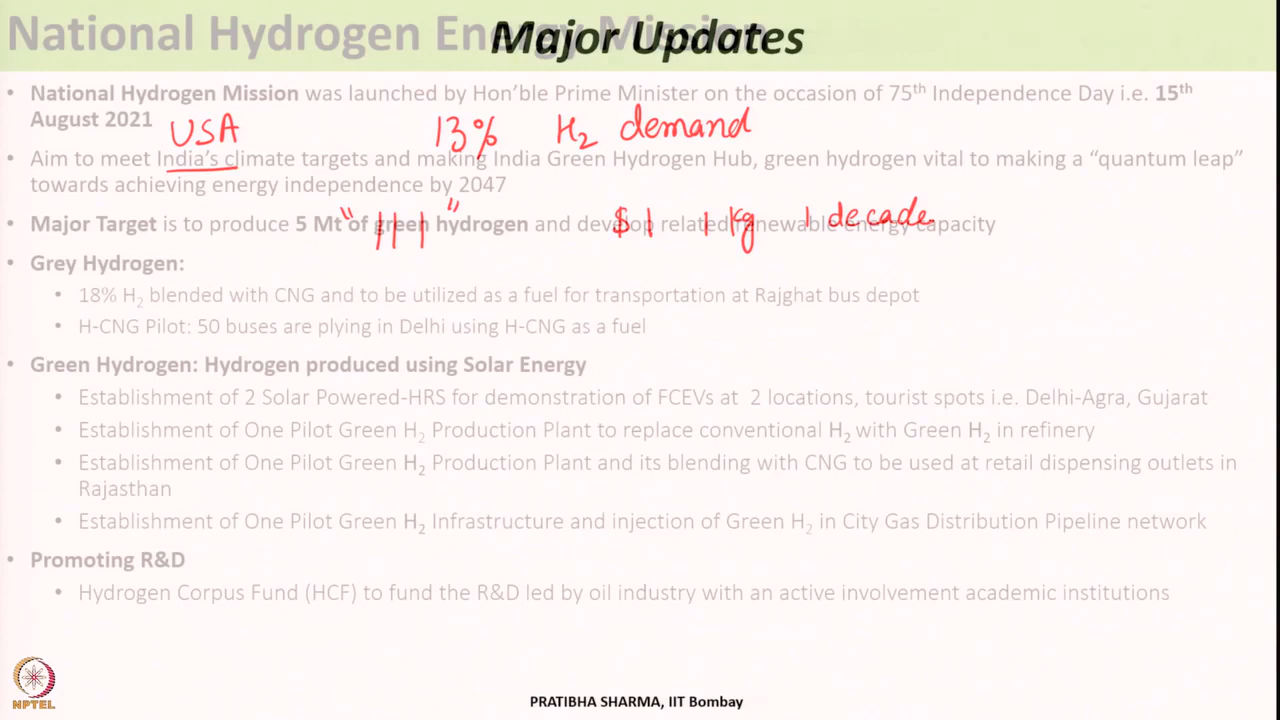 National Hydrogen Energy Mission
Major Updates
• National Hydrogen Mission was launched by Hon'ble Prime Minister on the occasion of 75th Independence Day i.e. 15th
August 2021
USA 13% H2 demand
• Aim to meet India's climate targets and making India Green Hydrogen Hub, green hydrogen vital to making a "quantum leap"
towards achieving energy independence by 2047
"111" $1 1 kg 1 decade
• Major Target is to produce 5 Mt of green hydrogen and develop related renewable energy capacity
• Grey Hydrogen:
• 18% H2 blended with CNG and to be utilized as a fuel for transportation at Rajghat bus depot
• H-CNG Pilot: 50 buses are plying in Delhi using H-CNG as a fuel
• Green Hydrogen: Hydrogen produced using Solar Energy
• Establishment of 2 Solar Powered-HRS for demonstration of FCEVs at 2 locations, tourist spots i.e. Delhi-Agra, Gujarat
• Establishment of One Pilot Green H2 Production Plant to replace conventional H2 with Green H2 in refinery
• Establishment of One Pilot Green H2 Production Plant and its blending with CNG to be used at retail dispensing outlets in
Rajasthan
• Establishment of One Pilot Green H2 Infrastructure and injection of Green H2 in City Gas Distribution Pipeline network
• Promoting R&D
• Hydrogen Corpus Fund (HCF) to fund the R&D led by oil industry with an active involvement academic institutions
NPTEL
PRATIBHA SHARMA, IIT Bombay